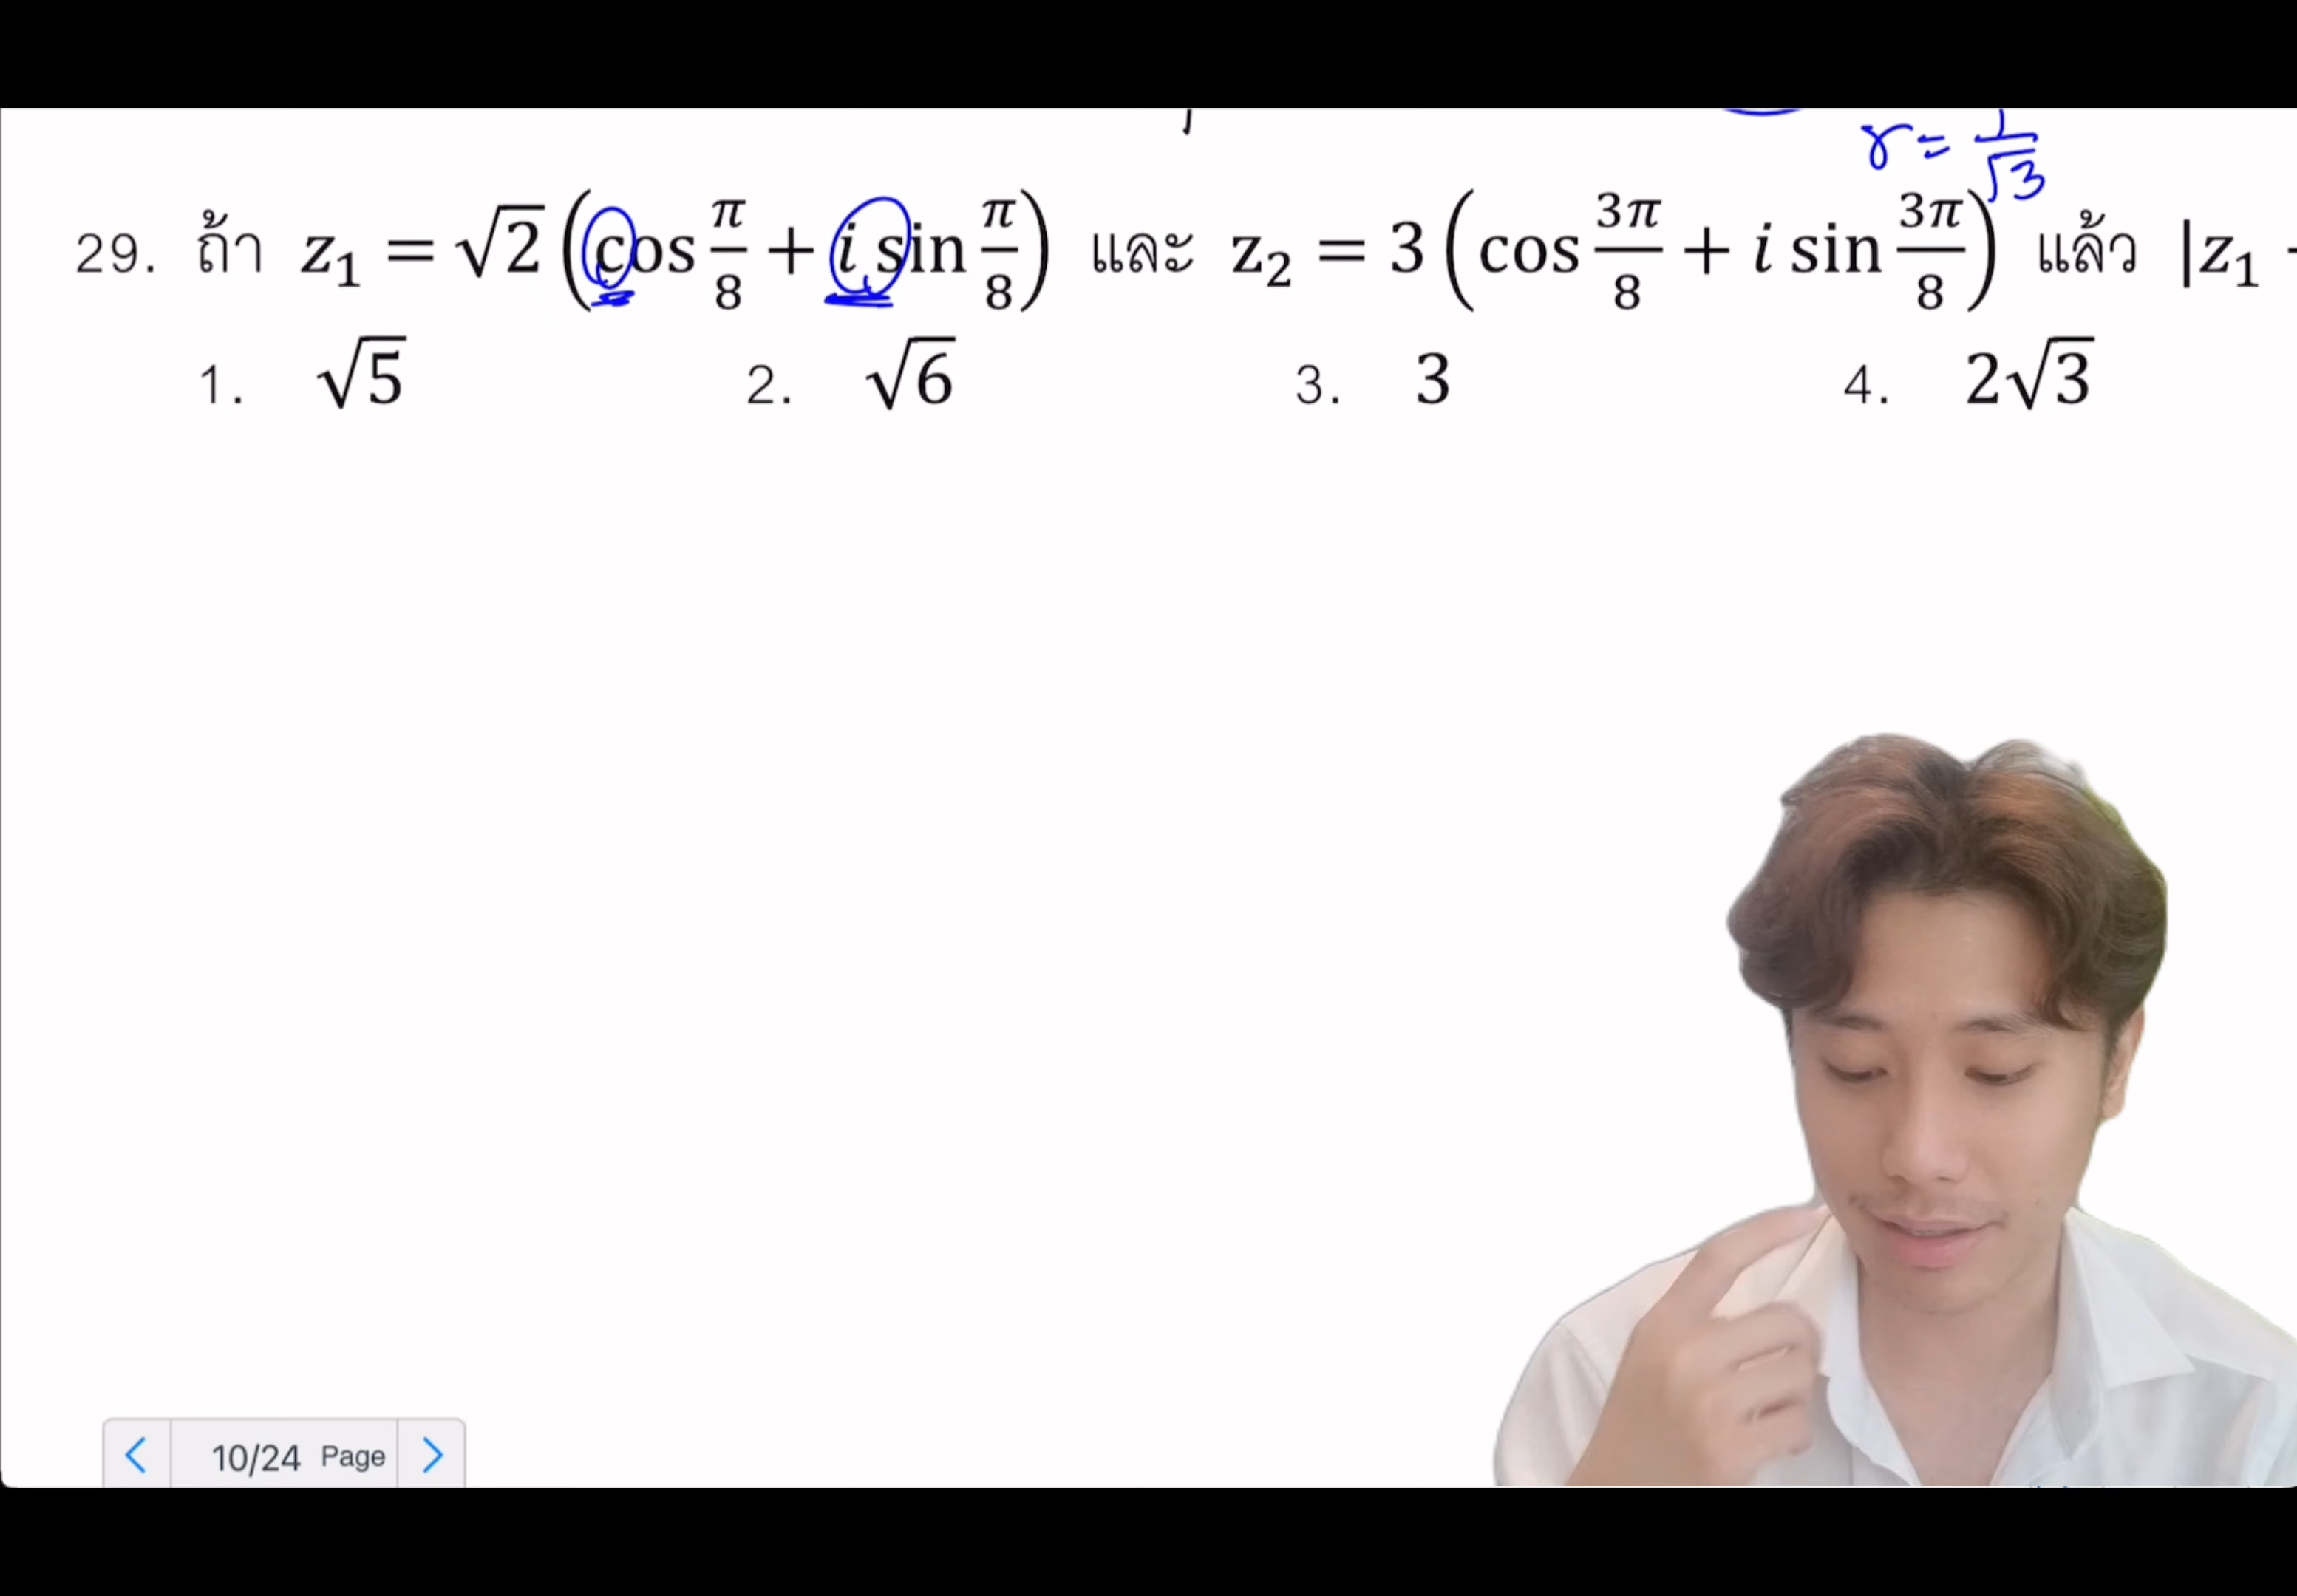 r = 1/√3
29. ถ้า z₁ = √2 (cos π/8 + i sin π/8) และ z₂ = 3 (cos 3π/8 + i sin 3π/8) แล้ว |z₁ -
1. √5 2. √6 3. 3 4. 2√3
10/24 Page